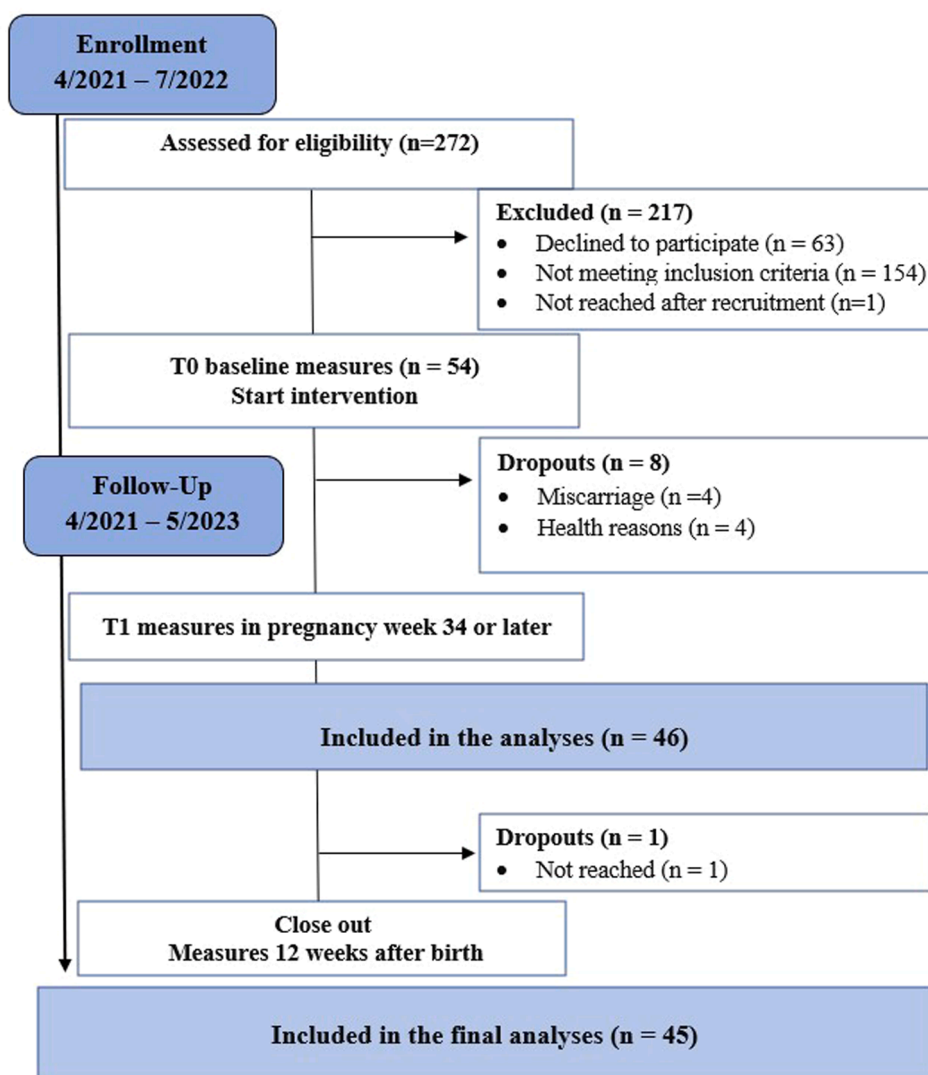 Enrollment
4/2021 – 7/2022
Assessed for eligibility (n=272)
Excluded (n = 217)
• Declined to participate (n = 63)
• Not meeting inclusion criteria (n = 154)
• Not reached after recruitment (n=1)
T0 baseline measures (n = 54)
Start intervention
Dropouts (n = 8)
• Miscarriage (n =4)
• Health reasons (n = 4)
Follow-Up
4/2021 – 5/2023
T1 measures in pregnancy week 34 or later
Included in the analyses (n = 46)
Dropouts (n = 1)
• Not reached (n = 1)
Close out
Measures 12 weeks after birth
Included in the final analyses (n = 45)